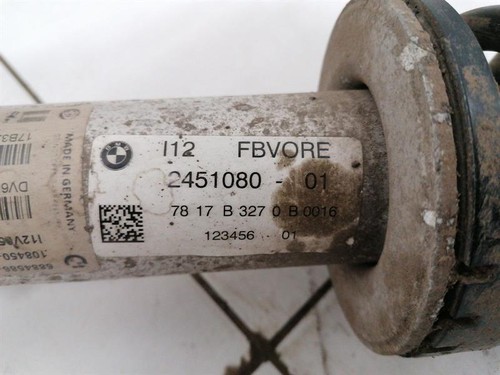 I12 FBVORE
2451080 - 01
78 17 B 327 0 B 0016
123456 01
MADE IN GERMANY